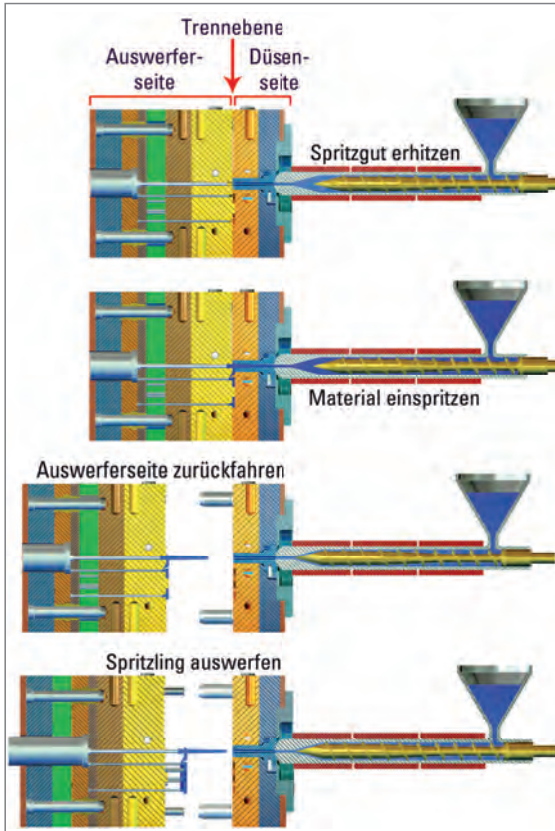 Trennebene
Auswerfer-
seite
Düsen-
seite
Spritzgut erhitzen
Material einspritzen
Auswerferseite zurückfahren
Spritzling auswerfen